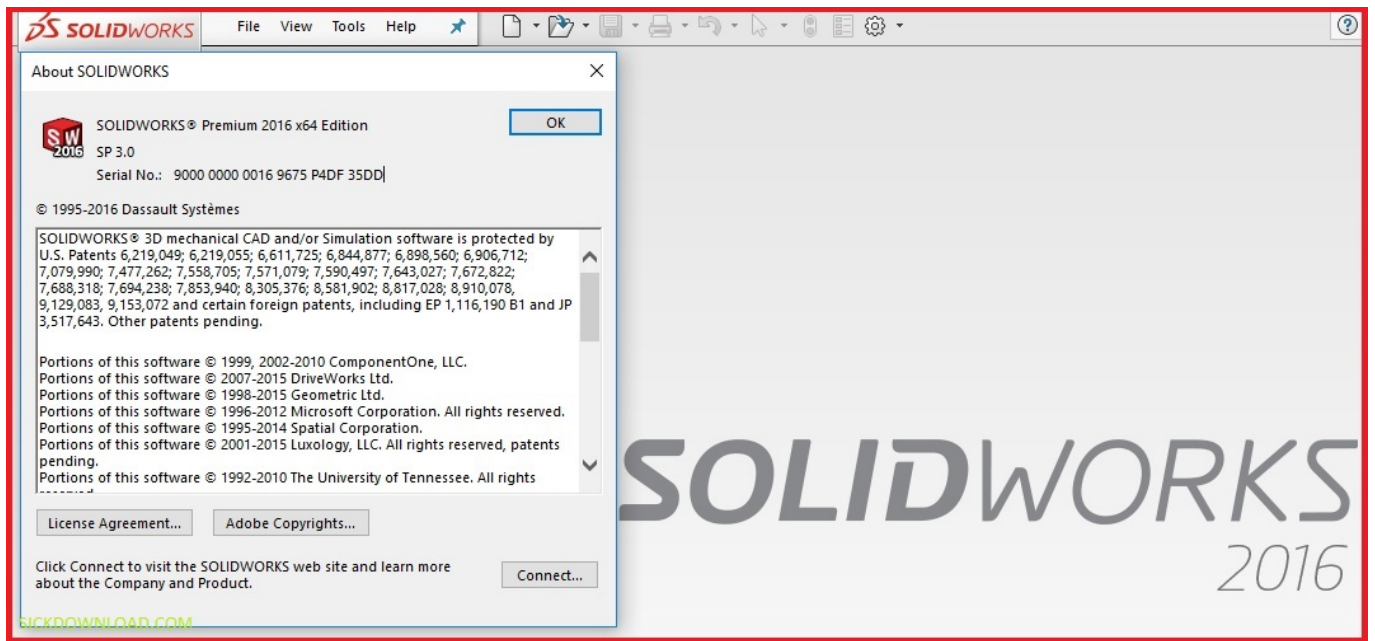 SOLIDWORKS File View Tools Help
About SOLIDWORKS
SOLIDWORKS® Premium 2016 x64 Edition
OK
SW
2016
SP 3.0
Serial No.: 9000 0000 0016 9675 P4DF 35DD
© 1995-2016 Dassault Systèmes
SOLIDWORKS® 3D mechanical CAD and/or Simulation software is protected by
U.S. Patents 6,219,049; 6,219,055; 6,611,725; 6,844,877; 6,898,560; 6,906,712;
7,079,990; 7,477,262; 7,558,705; 7,571,079; 7,590,497; 7,643,027; 7,672,822;
7,688,318; 7,694,238; 7,853,940; 8,305,376; 8,581,902; 8,817,028; 8,910,078,
9,129,083, 9,153,072 and certain foreign patents, including EP 1,116,190 B1 and JP
3,517,643. Other patents pending.
Portions of this software © 1999, 2002-2010 ComponentOne, LLC.
Portions of this software © 2007-2015 DriveWorks Ltd.
Portions of this software © 1998-2015 Geometric Ltd.
Portions of this software © 1996-2012 Microsoft Corporation. All rights reserved.
Portions of this software © 1995-2014 Spatial Corporation.
Portions of this software © 2001-2015 Luxology, LLC. All rights reserved, patents
pending.
Portions of this software © 1992-2010 The University of Tennessee. All rights
License Agreement...
Adobe Copyrights...
Click Connect to visit the SOLIDWORKS web site and learn more
about the Company and Product.
Connect...
SICKDOWNLOAD.COM
SOLIDWORKS
2016